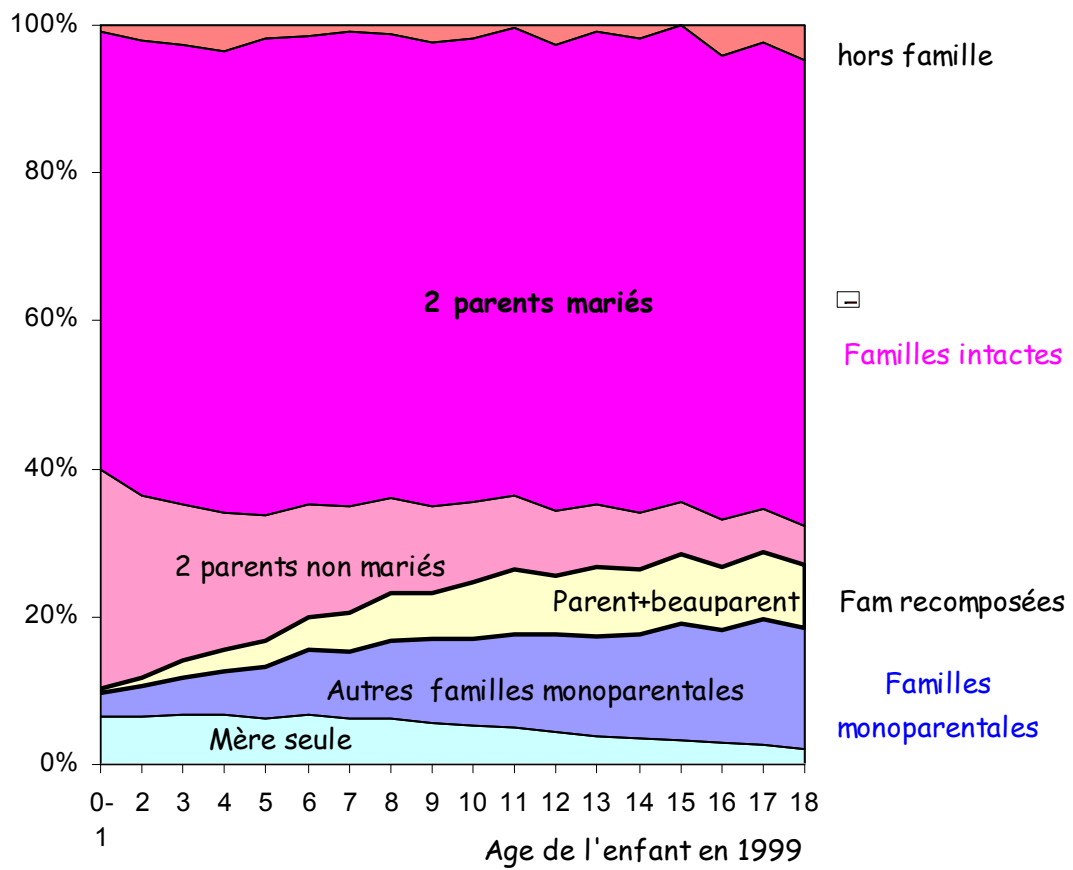 100%
hors famille
80%
2 parents mariés
60%
Familles intactes
40%
2 parents non mariés
20%
Parent+beauparent
Fam recomposées
Autres familles monoparentales
Familles
monoparentales
Mère seule
0%
0-1 2 3 4 5 6 7 8 9 10 11 12 13 14 15 16 17 18
Age de l'enfant en 1999